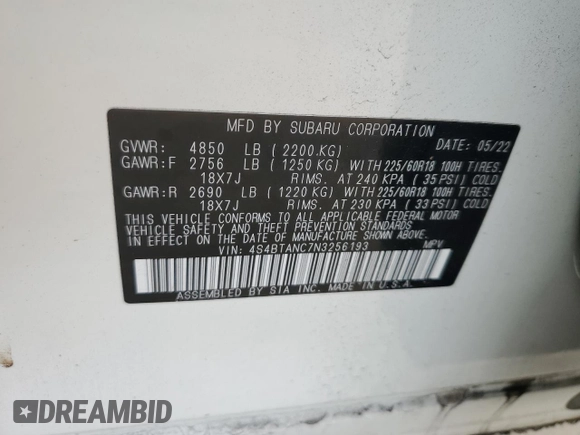 MFD BY SUBARU CORPORATION
GVWR: 4850 LB (2200.KG) DATE: 05/22
GAWR:F 2756 LB (1250 KG) WITH 225/60R18 100H TIRES.
18X7J RIMS. AT 240 KPA (35 PSI) COLD
GAWR:R 2690 LB (1220 KG) WITH 225/60R18 100H TIRES.
18X7J RIMS. AT 230 KPA (33 PSI) COLD
THIS VEHICLE CONFORMS TO ALL APPLICABLE FEDERAL MOTOR
VEHICLE SAFETY AND THEFT PREVENTION STANDARDS
IN EFFECT ON THE DATE OF MANUFACTURE SHOWN ABOVE.
VIN: 4S4BTANC7N3256193 MPV
ASSEMBLED BY SIA INC. MADE IN U.S.A.
DREAMBID